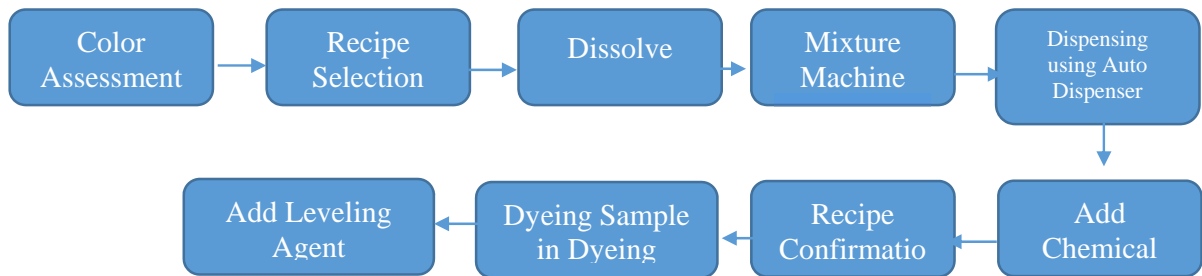 Color
Assessment
Recipe
Selection
Dissolve
Mixture
Machine
Dispensing
using Auto
Dispenser
Add
Chemical
Recipe
Confirmatio
Dyeing Sample
in Dyeing
Add Leveling
Agent